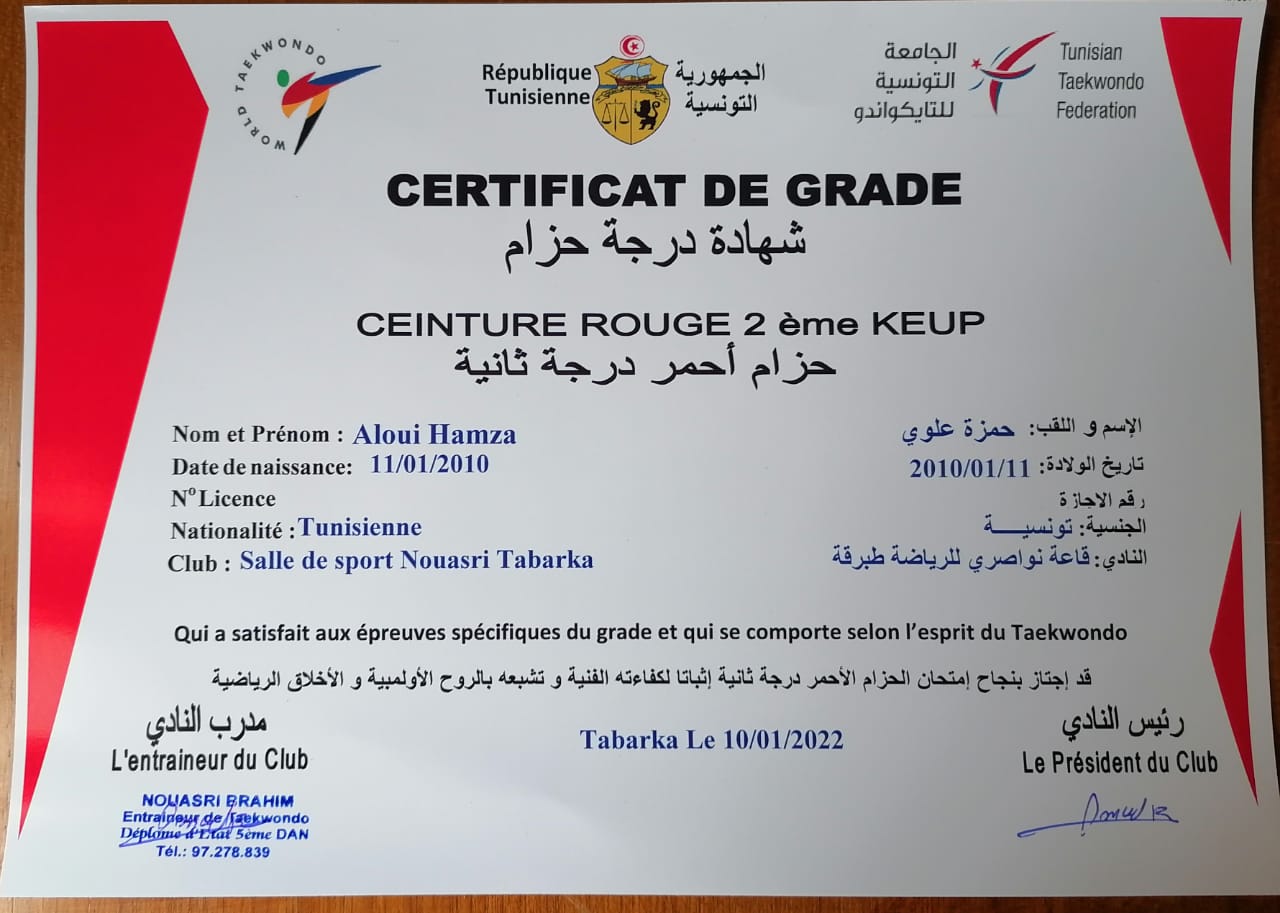 WORLD TAEKWONDO
République
Tunisienne
الجمهورية
التونسية
الجامعة
التونسية
للتايكواندو
Tunisian
Taekwondo
Federation
CERTIFICAT DE GRADE
شهادة درجة حزام
CEINTURE ROUGE 2 ème KEUP
حزام أحمر درجة ثانية
Nom et Prénom : Aloui Hamza
الإسم و اللقب: حمزة علوي
Date de naissance: 11/01/2010
تاريخ الولادة: 2010/01/11
N° Licence
رقم الاجازة
Nationalité : Tunisienne
الجنسية: تونسيـــة
Club : Salle de sport Nouasri Tabarka
النادي: قاعة نواصري للرياضة طبرقة
Qui a satisfait aux épreuves spécifiques du grade et qui se comporte selon l'esprit du Taekwondo
قد إجتاز بنجاح إمتحان الحزام الأحمر درجة ثانية إثباتا لكفاءته الفنية و تشبعه بالروح الأولمبية و الأخلاق الرياضية
مدرب النادي
L'entraineur du Club
Tabarka Le 10/01/2022
رئيس النادي
Le Président du Club
NOUASRI BRAHIM
Entraineur de Taekwondo
Déplome d'Etat 5ème DAN
Tél.: 97.278.839